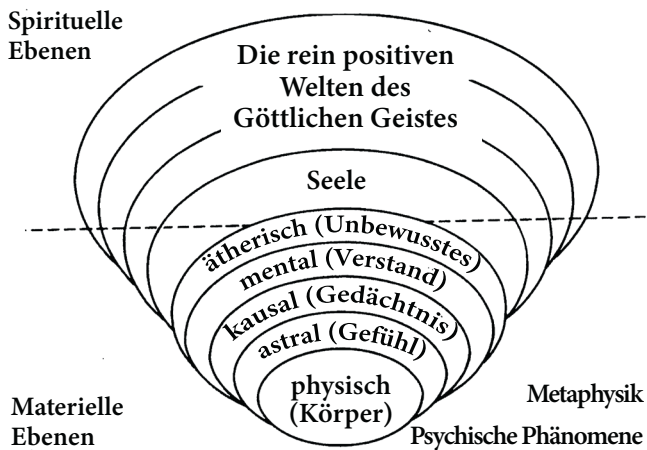 Spirituelle
Ebenen
Die rein positiven
Welten des
Göttlichen Geistes
Seele
ätherisch (Unbewusstes)
mental (Verstand)
kausal (Gedächtnis)
astral (Gefühl)
physisch
(Körper)
Materielle
Ebenen
Metaphysik
Psychische Phänomene